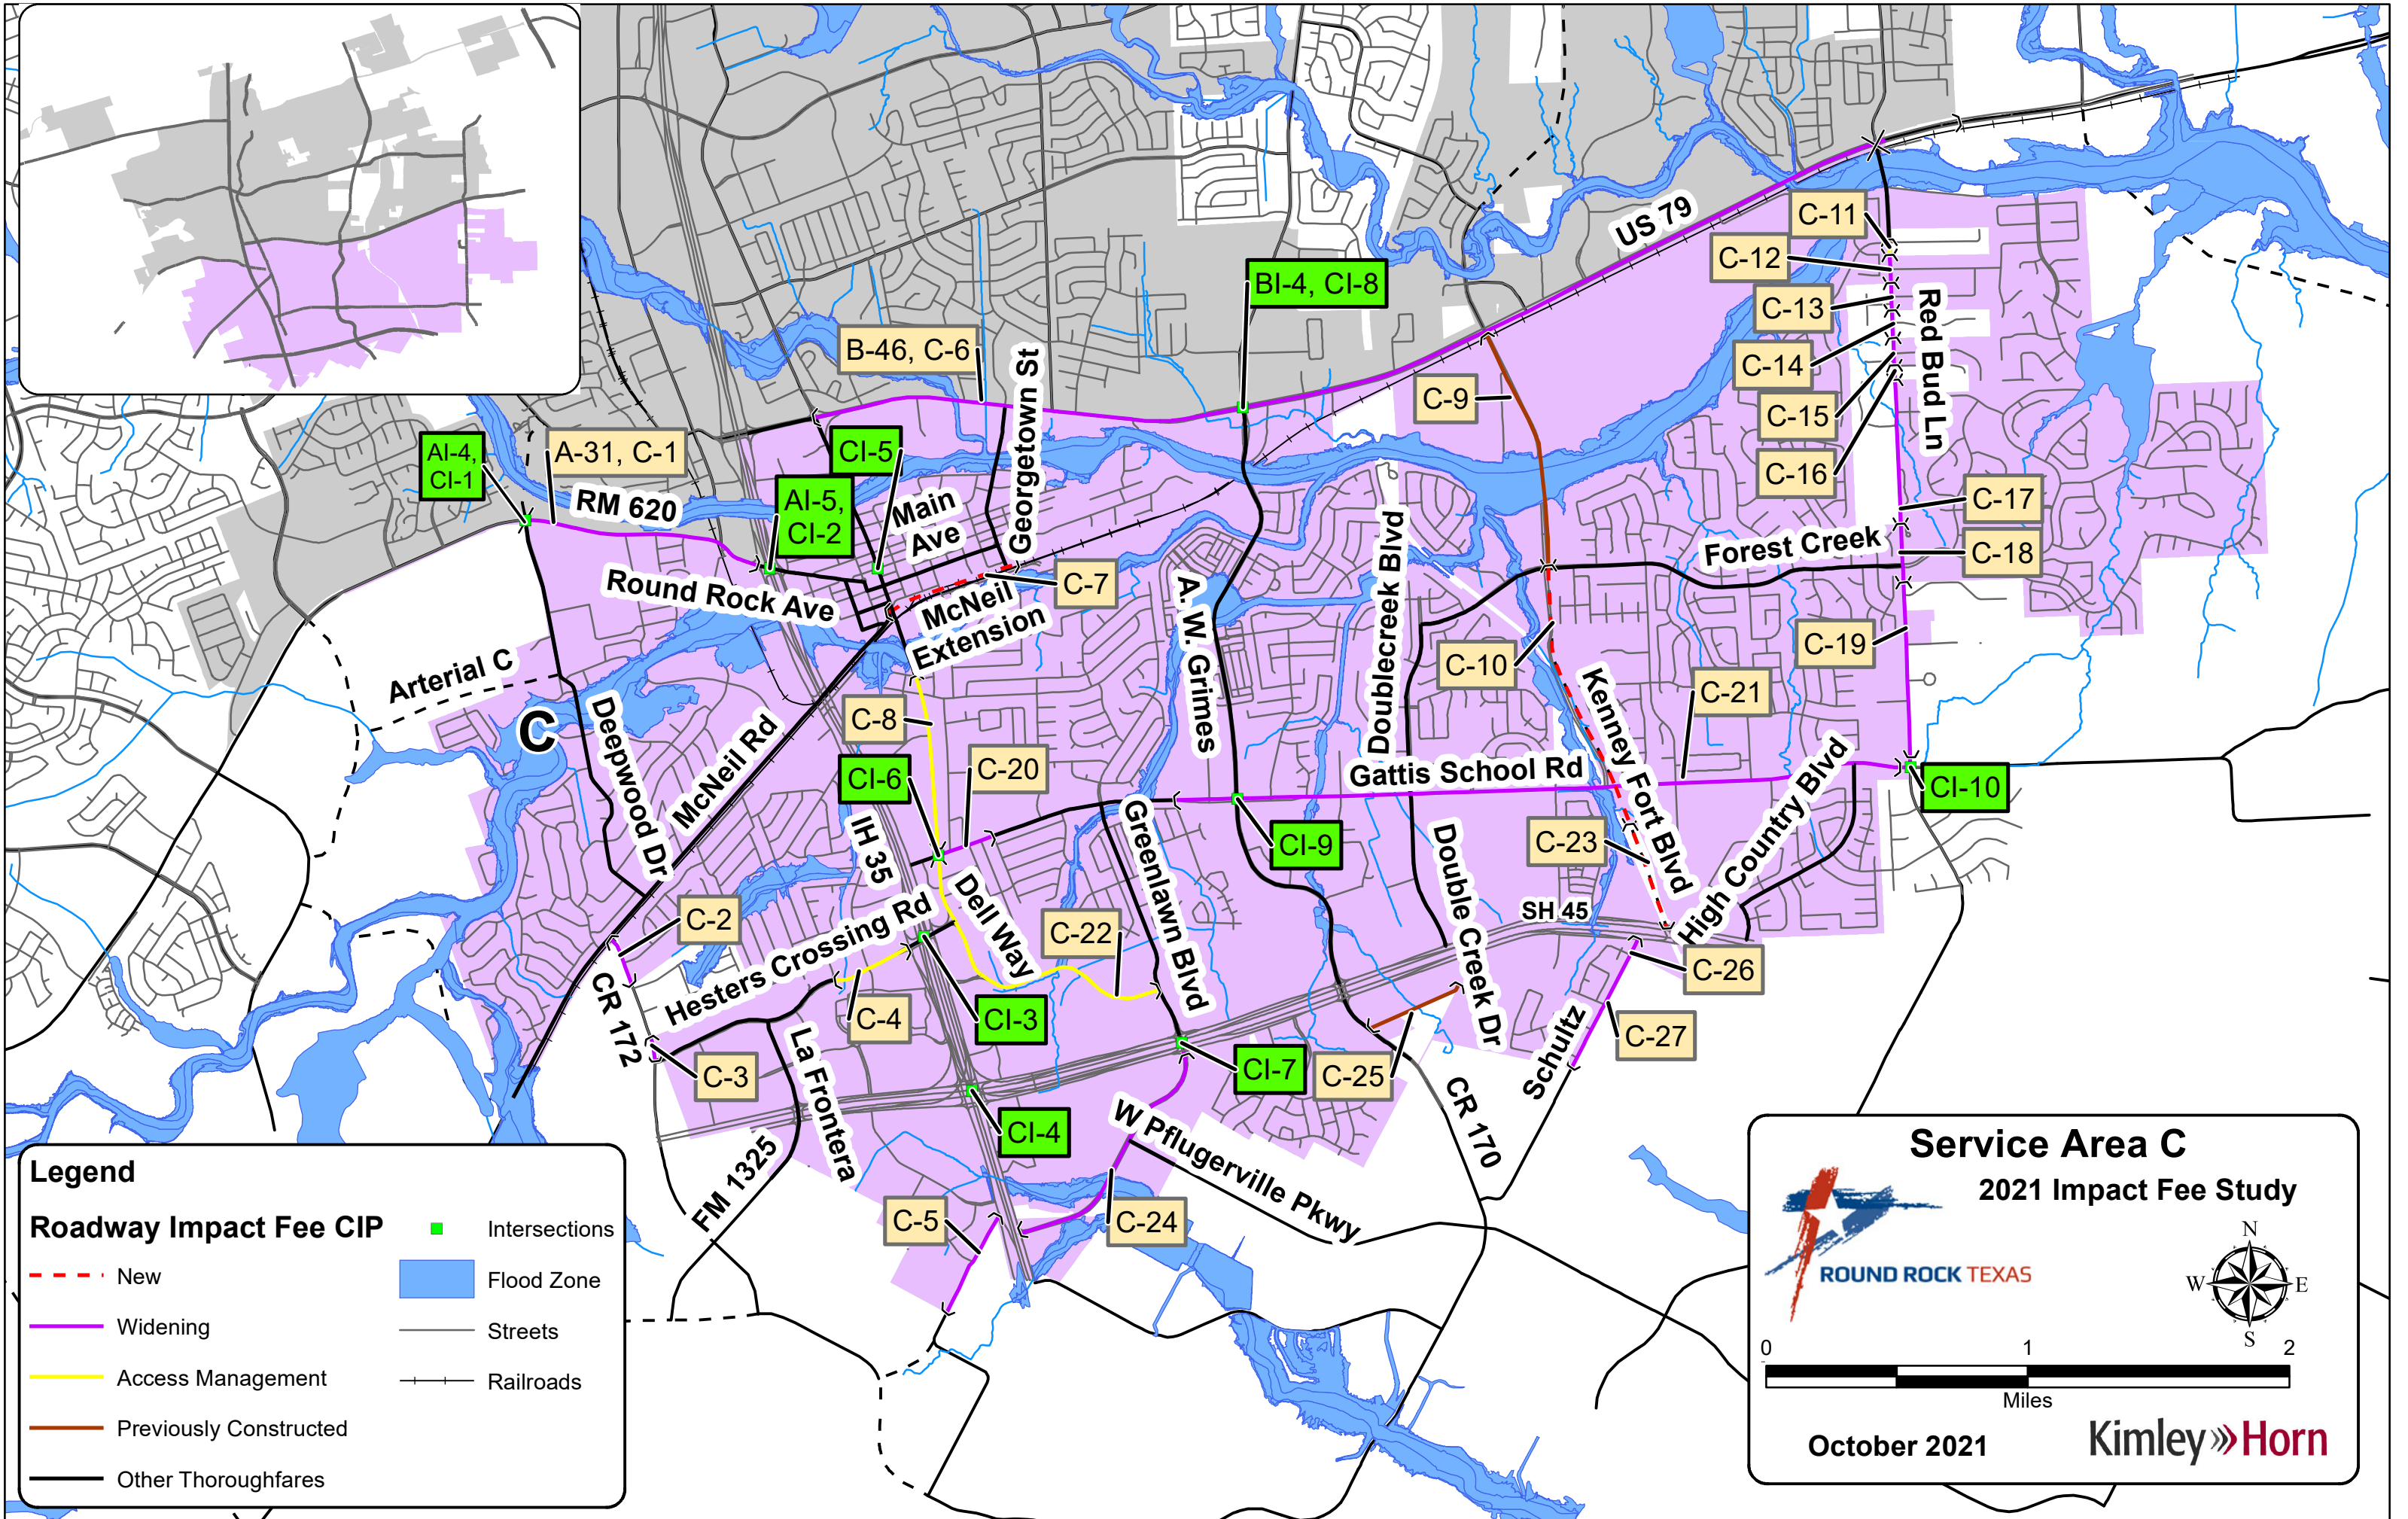 US 79
C-11
C-12
BI-4, CI-8
C-13
Red Bud Ln
B-46, C-6
Georgetown St
C-14
C-9
C-15
CI-5
AI-4,
CI-1
A-31, C-1
C-16
RM 620
AI-5,
CI-2
Main
Ave
C-17
Forest Creek
C-18
Round Rock Ave
C-7
McNeil
Extension
A. W. Grimes
Doublecreek Blvd
C-19
C-10
Arterial C
C-21
Kenney Fort Blvd
C
Deepwood Dr
C-8
McNeil Rd
CI-6
C-20
Gattis School Rd
High Country Blvd
CI-10
IH 35
Greenlawn Blvd
CI-9
C-23
Double Creek Dr
Dell Way
SH 45
C-2
C-22
Hesters Crossing Rd
C-26
CR 172
C-4
CI-3
C-27
Schultz
La Frontera
C-3
CI-7
C-25
CR 170
CI-4
W Pflugerville Pkwy
FM 1325
C-5
C-24
Legend
Roadway Impact Fee CIP
New
Widening
Access Management
Previously Constructed
Other Thoroughfares
Intersections
Flood Zone
Streets
Railroads
Service Area C
2021 Impact Fee Study
ROUND ROCK TEXAS
N
W
E
S
0 1 2
Miles
October 2021
Kimley»Horn